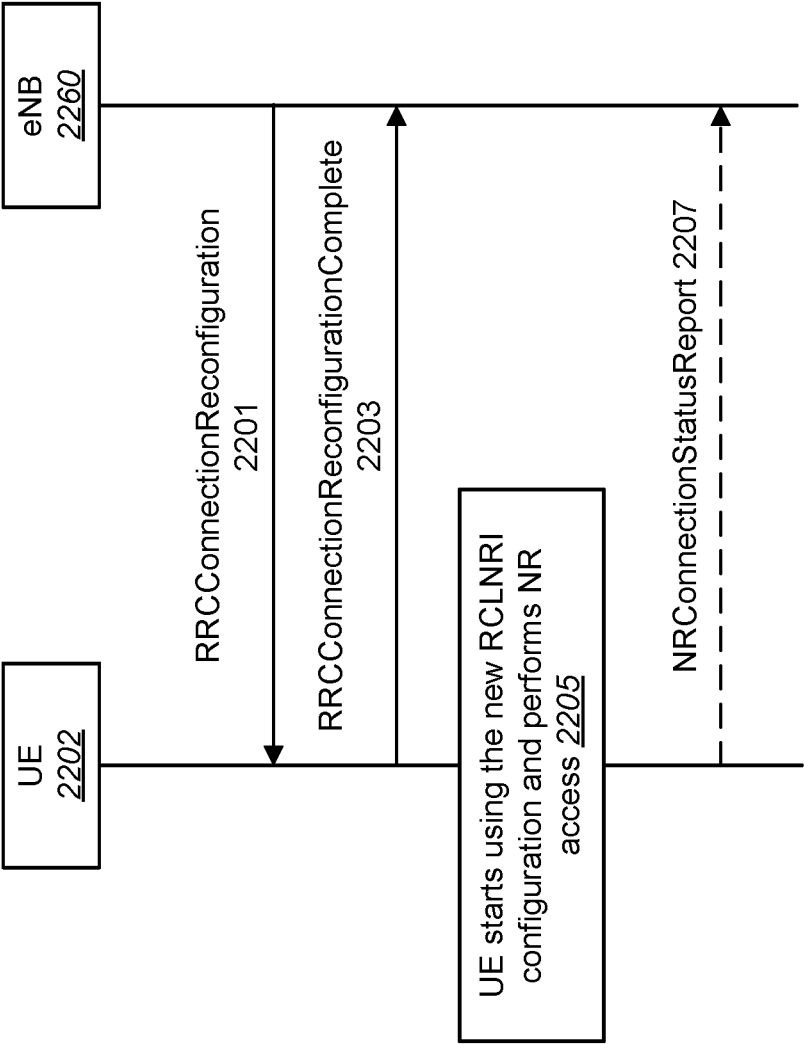 UE
2202
eNB
2260
RRCConnectionReconfiguration
2201
RRCConnectionReconfigurationComplete
2203
UE starts using the new RCLNRI
configuration and performs NR
access 2205
NRConnectionStatusReport 2207